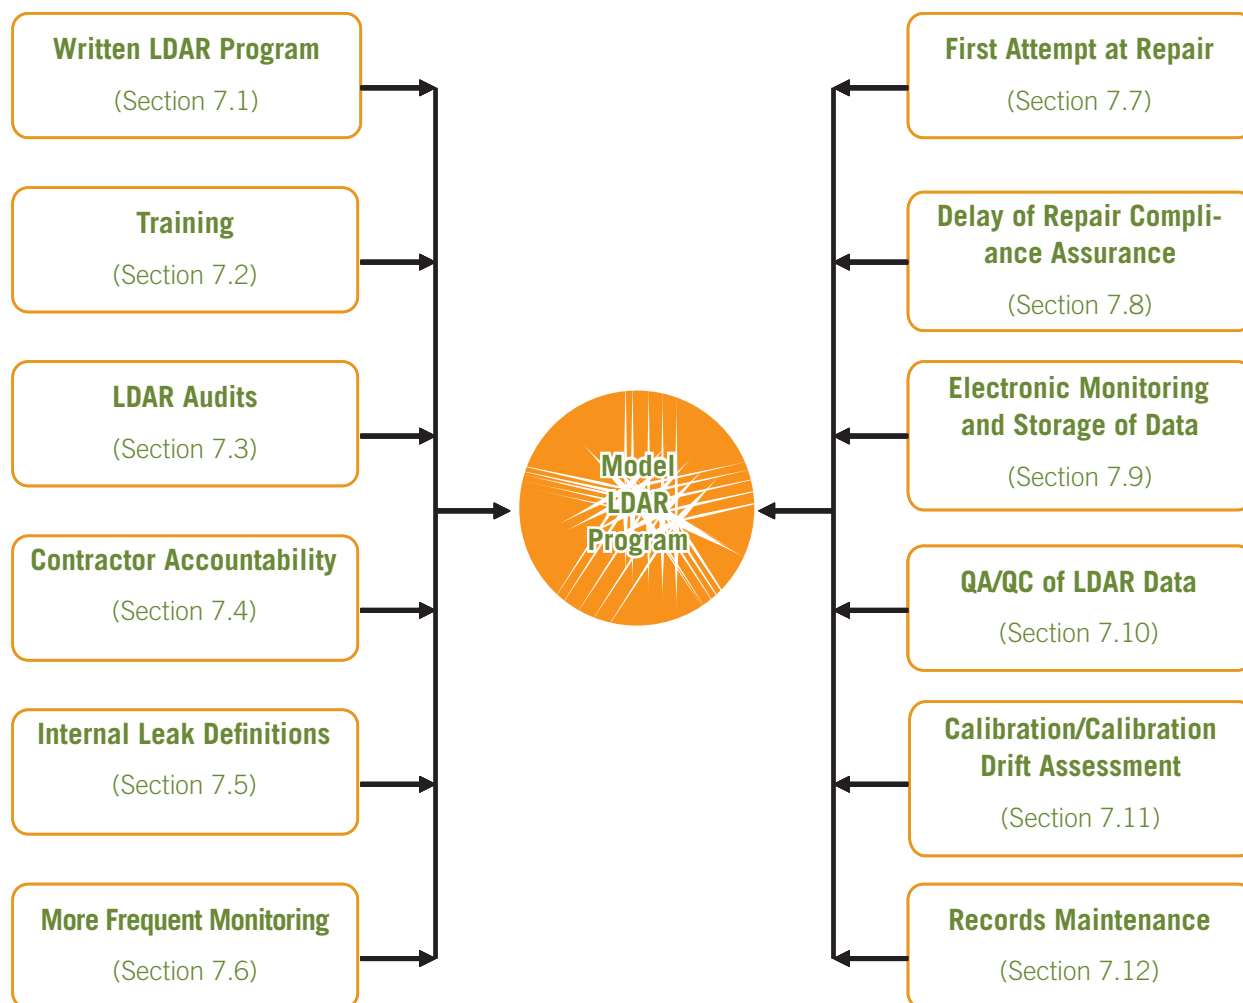 Written LDAR Program
(Section 7.1)
Training
(Section 7.2)
LDAR Audits
(Section 7.3)
Contractor Accountability
(Section 7.4)
Internal Leak Definitions
(Section 7.5)
More Frequent Monitoring
(Section 7.6)
Model
LDAR
Program
First Attempt at Repair
(Section 7.7)
Delay of Repair Compli-
ance Assurance
(Section 7.8)
Electronic Monitoring
and Storage of Data
(Section 7.9)
QA/QC of LDAR Data
(Section 7.10)
Calibration/Calibration
Drift Assessment
(Section 7.11)
Records Maintenance
(Section 7.12)